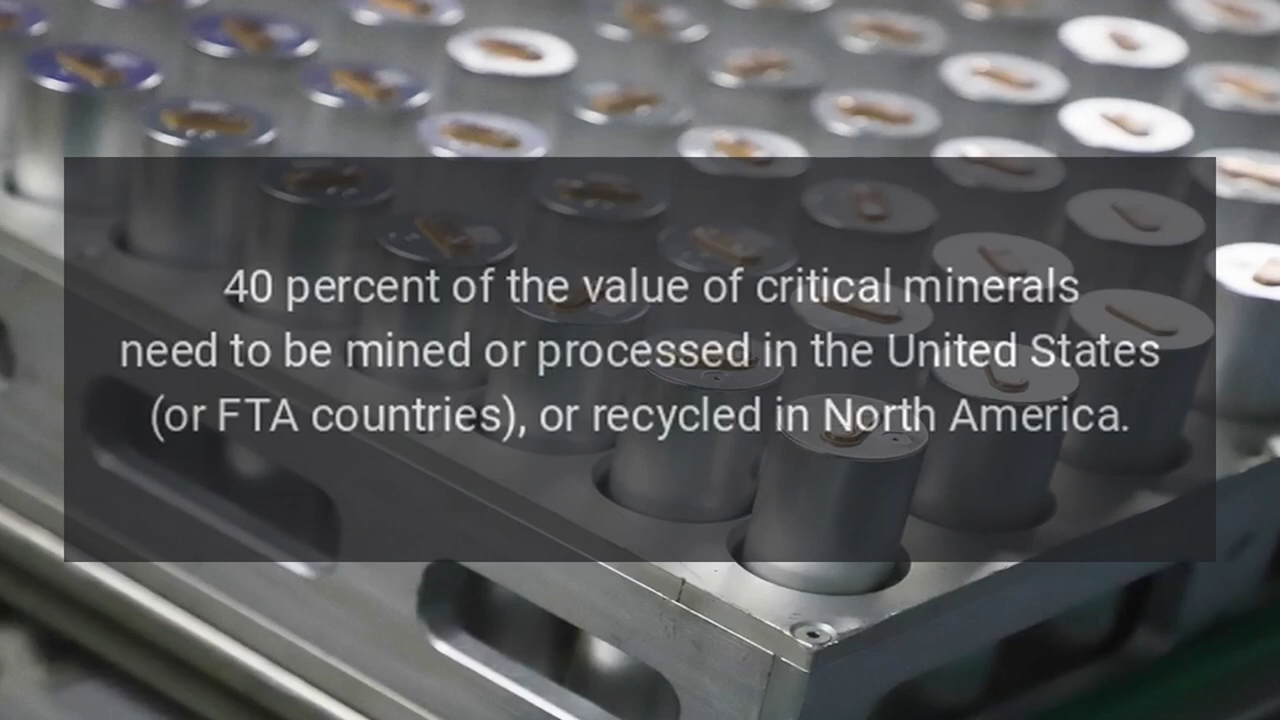 40 percent of the value of critical minerals
need to be mined or processed in the United States
(or FTA countries), or recycled in North America.